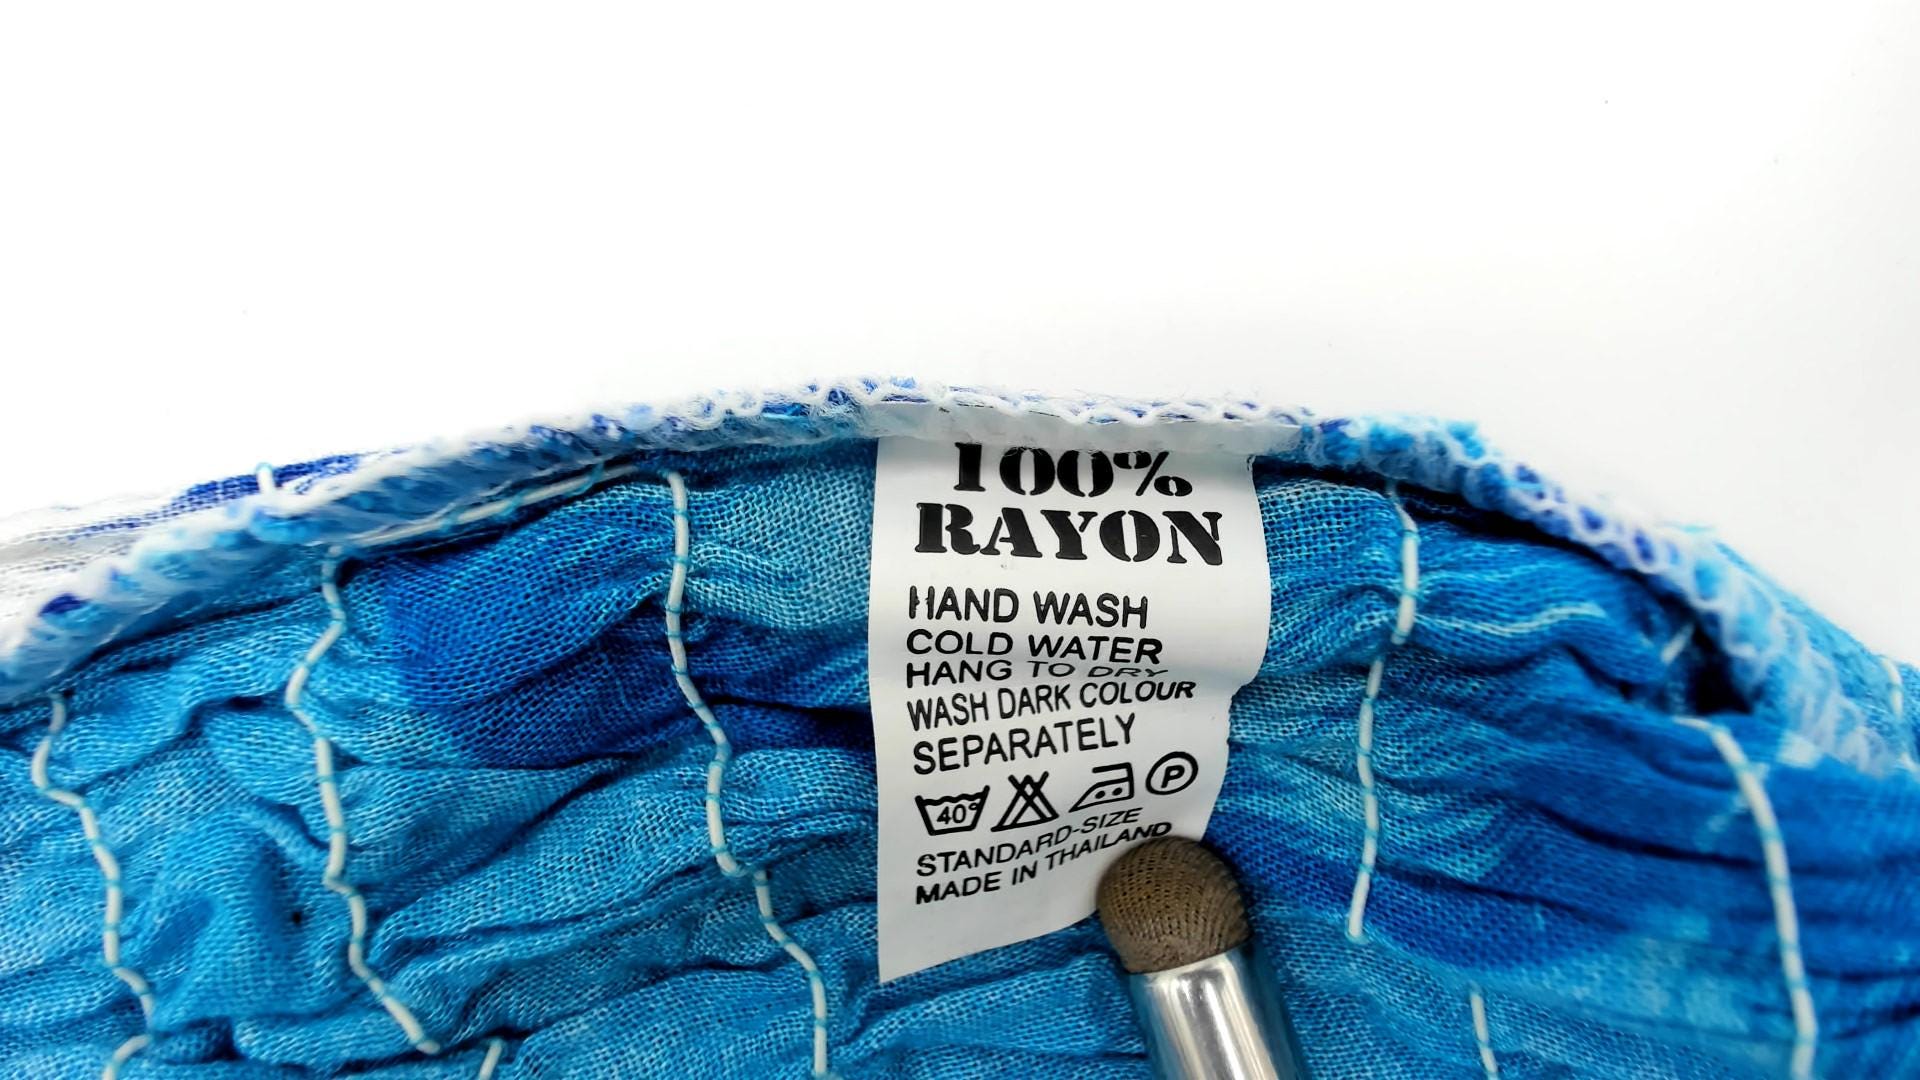 100%
RAYON
HAND WASH
COLD WATER
HANG TO DRY
WASH DARK COLOUR
SEPARATELY
40° P
STANDARD-SIZE
MADE IN THAILAND